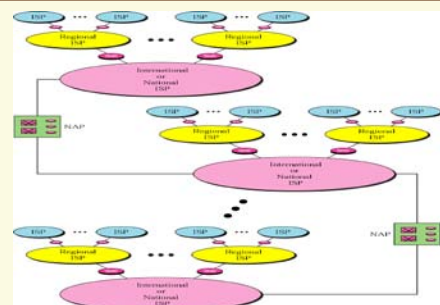 ISP ISP ISP ISP
Regional ISP Regional ISP
International
or
National
ISP
NAP
ISP ISP ISP ISP
Regional ISP Regional ISP
International
or
National
ISP
NAP
ISP ISP ISP ISP
Regional ISP Regional ISP
International
or
National
ISP